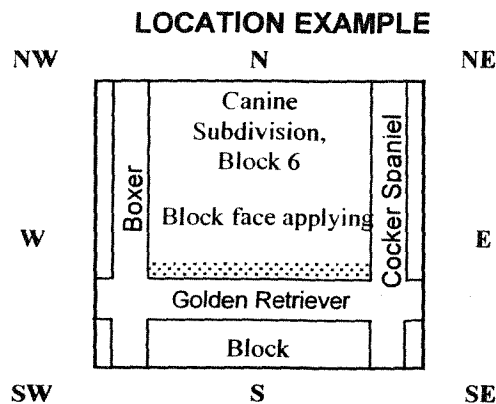 LOCATION EXAMPLE
NW N NE
Canine
Subdivision,
Block 6
Boxer
Cocker Spaniel
Block face applying
W E
Golden Retriever
Block
SW S SE